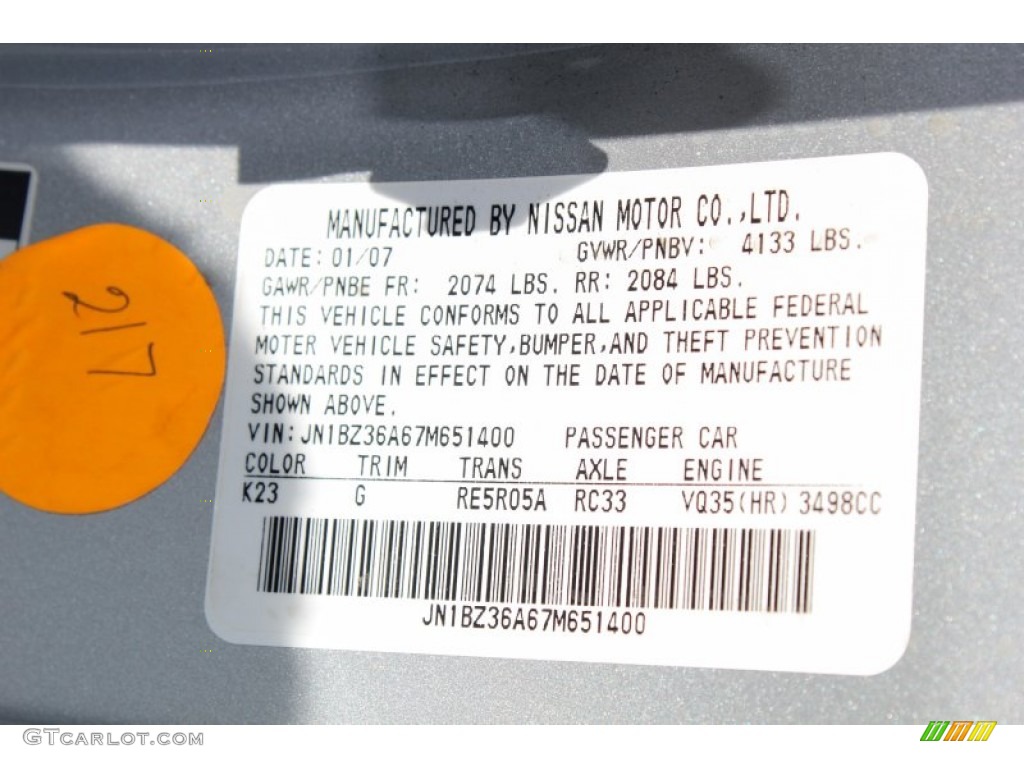 MANUFACTURED BY NISSAN MOTOR CO.,LTD.
DATE: 01/07 GVWR/PNBV: 4133 LBS.
GAWR/PNBE FR: 2074 LBS. RR: 2084 LBS.
THIS VEHICLE CONFORMS TO ALL APPLICABLE FEDERAL
MOTER VEHICLE SAFETY,BUMPER,AND THEFT PREVENTION
STANDARDS IN EFFECT ON THE DATE OF MANUFACTURE
SHOWN ABOVE.
VIN: JN1BZ36A67M651400 PASSENGER CAR
COLOR TRIM TRANS AXLE ENGINE
K23 G RE5R05A RC33 VQ35(HR) 3498CC
JN1BZ36A67M651400
217
GTCARLOT.COM